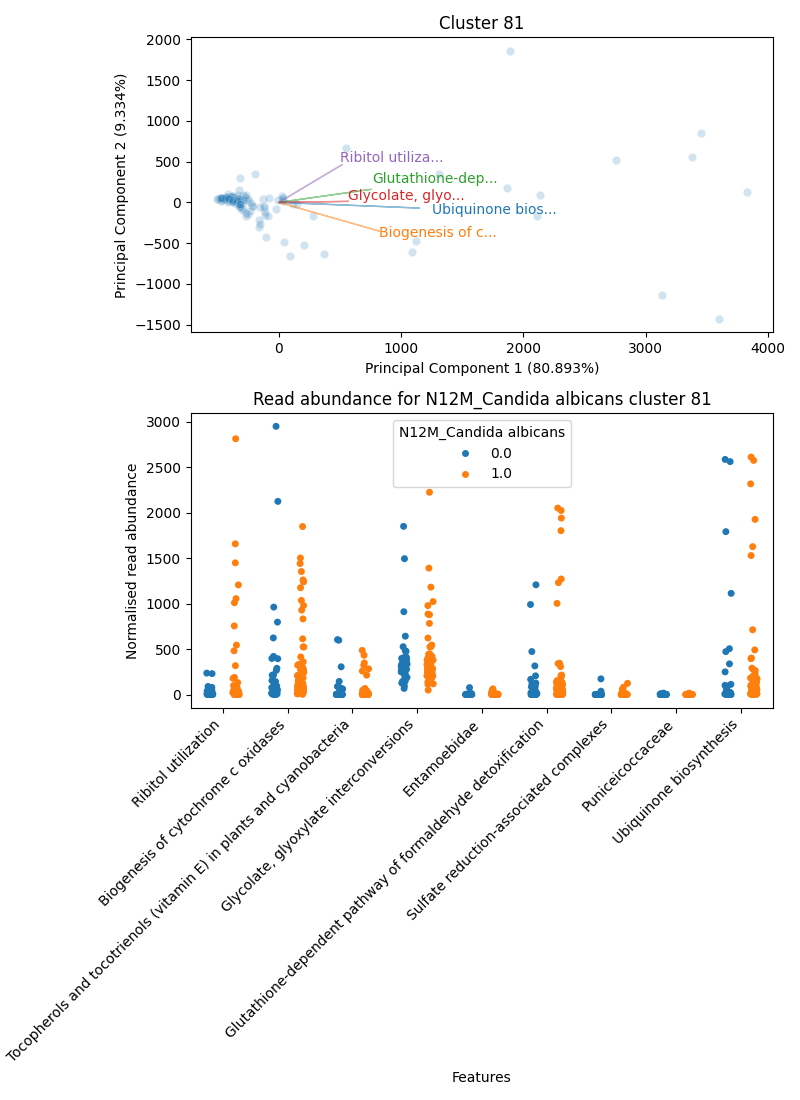 Cluster 81
2000
1500
1000
500
0
−500
−1000
−1500
Principal Component 2 (9.334%)
Ribitol utiliza...
Glutathione-dep...
Glycolate, glyo...
Ubiquinone bios...
Biogenesis of c...
0 1000 2000 3000 4000
Principal Component 1 (80.893%)
Read abundance for N12M_Candida albicans cluster 81
3000
2500
2000
1500
1000
500
0
Normalised read abundance
N12M_Candida albicans
0.0
1.0
Ribitol utilization
Biogenesis of cytochrome c oxidases
Tocopherols and tocotrienols (vitamin E) in plants and cyanobacteria
Glycolate, glyoxylate interconversions
Entamoebidae
Glutathione-dependent pathway of formaldehyde detoxification
Sulfate reduction-associated complexes
Puniceicoccaceae
Ubiquinone biosynthesis
Features